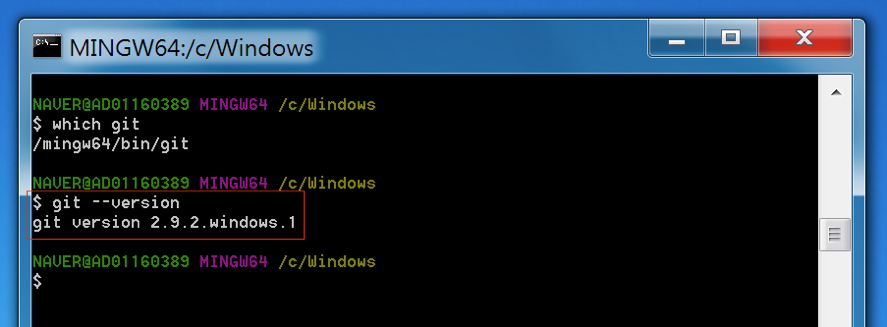 MINGW64:/c/Windows
NAVER@AD01160389 MINGW64 /c/Windows
$ which git
/mingw64/bin/git
NAVER@AD01160389 MINGW64 /c/Windows
$ git --version
git version 2.9.2.windows.1
NAVER@AD01160389 MINGW64 /c/Windows
$